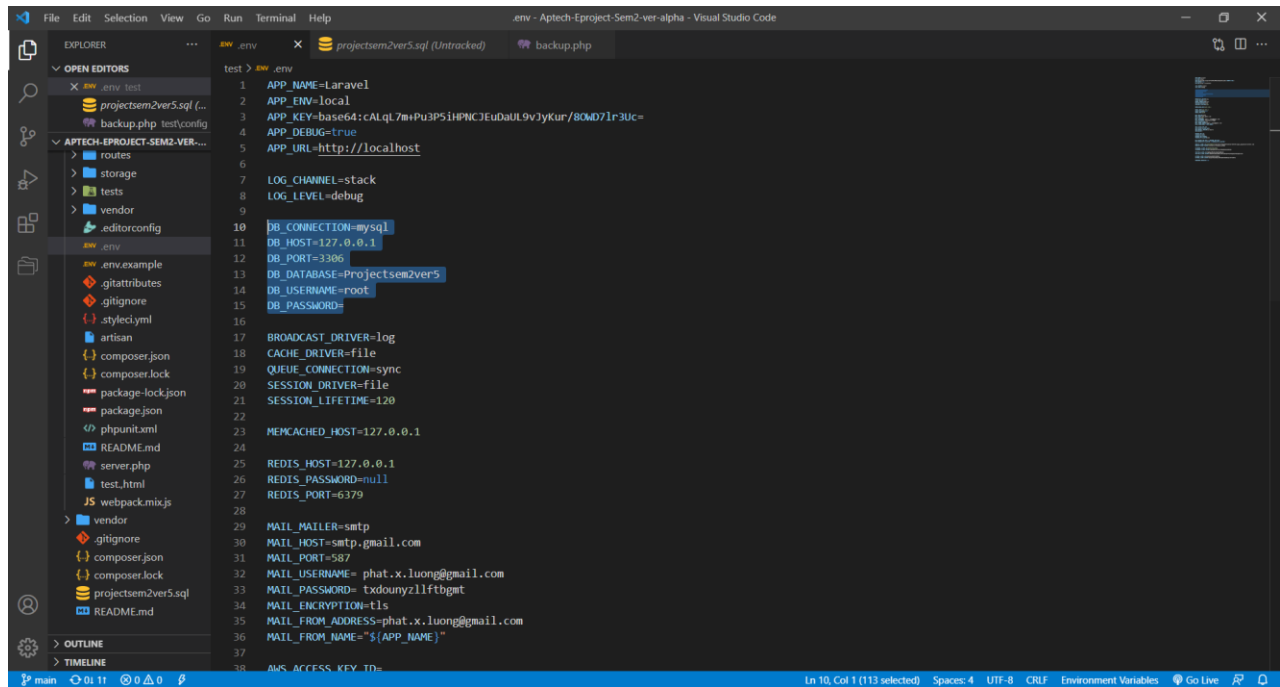 File Edit Selection View Go Run Terminal Help
.env - Aptech-Eproject-Sem2-ver-alpha - Visual Studio Code
EXPLORER
OPEN EDITORS
.env test
projectsem2ver5.sql (...
backup.php test\config
APTECH-EPROJECT-SEM2-VER-...
routes
storage
tests
vendor
.editorconfig
.env
.env.example
.gitattributes
.gitignore
.styleci.yml
artisan
composer.json
composer.lock
package-lock.json
package.json
phpunit.xml
README.md
server.php
test_.html
webpack.mix.js
vendor
.gitignore
composer.json
composer.lock
projectsem2ver5.sql
README.md
OUTLINE
TIMELINE
.env projectsem2ver5.sql (Untracked) backup.php
test > .env
1 APP_NAME=Laravel
2 APP_ENV=local
3 APP_KEY=base64:cALqL7m+Pu3P5iHPNCJEuDaUL9vJyKur/8OWD7lr3Uc=
4 APP_DEBUG=true
5 APP_URL=http://localhost
6
7 LOG_CHANNEL=stack
8 LOG_LEVEL=debug
9
10 DB_CONNECTION=mysql
11 DB_HOST=127.0.0.1
12 DB_PORT=3306
13 DB_DATABASE=Projectsem2ver5
14 DB_USERNAME=root
15 DB_PASSWORD=
16
17 BROADCAST_DRIVER=log
18 CACHE_DRIVER=file
19 QUEUE_CONNECTION=sync
20 SESSION_DRIVER=file
21 SESSION_LIFETIME=120
22
23 MEMCACHED_HOST=127.0.0.1
24
25 REDIS_HOST=127.0.0.1
26 REDIS_PASSWORD=null
27 REDIS_PORT=6379
28
29 MAIL_MAILER=smtp
30 MAIL_HOST=smtp.gmail.com
31 MAIL_PORT=587
32 MAIL_USERNAME= phat.x.luong@gmail.com
33 MAIL_PASSWORD= txdounyzllftbgmt
34 MAIL_ENCRYPTION=tls
35 MAIL_FROM_ADDRESS=phat.x.luong@gmail.com
36 MAIL_FROM_NAME="${APP_NAME}"
37
38 AWS_ACCESS_KEY_ID=
main 0↓ 1↑ 0 0 Ln 10, Col 1 (113 selected) Spaces: 4 UTF-8 CRLF Environment Variables Go Live